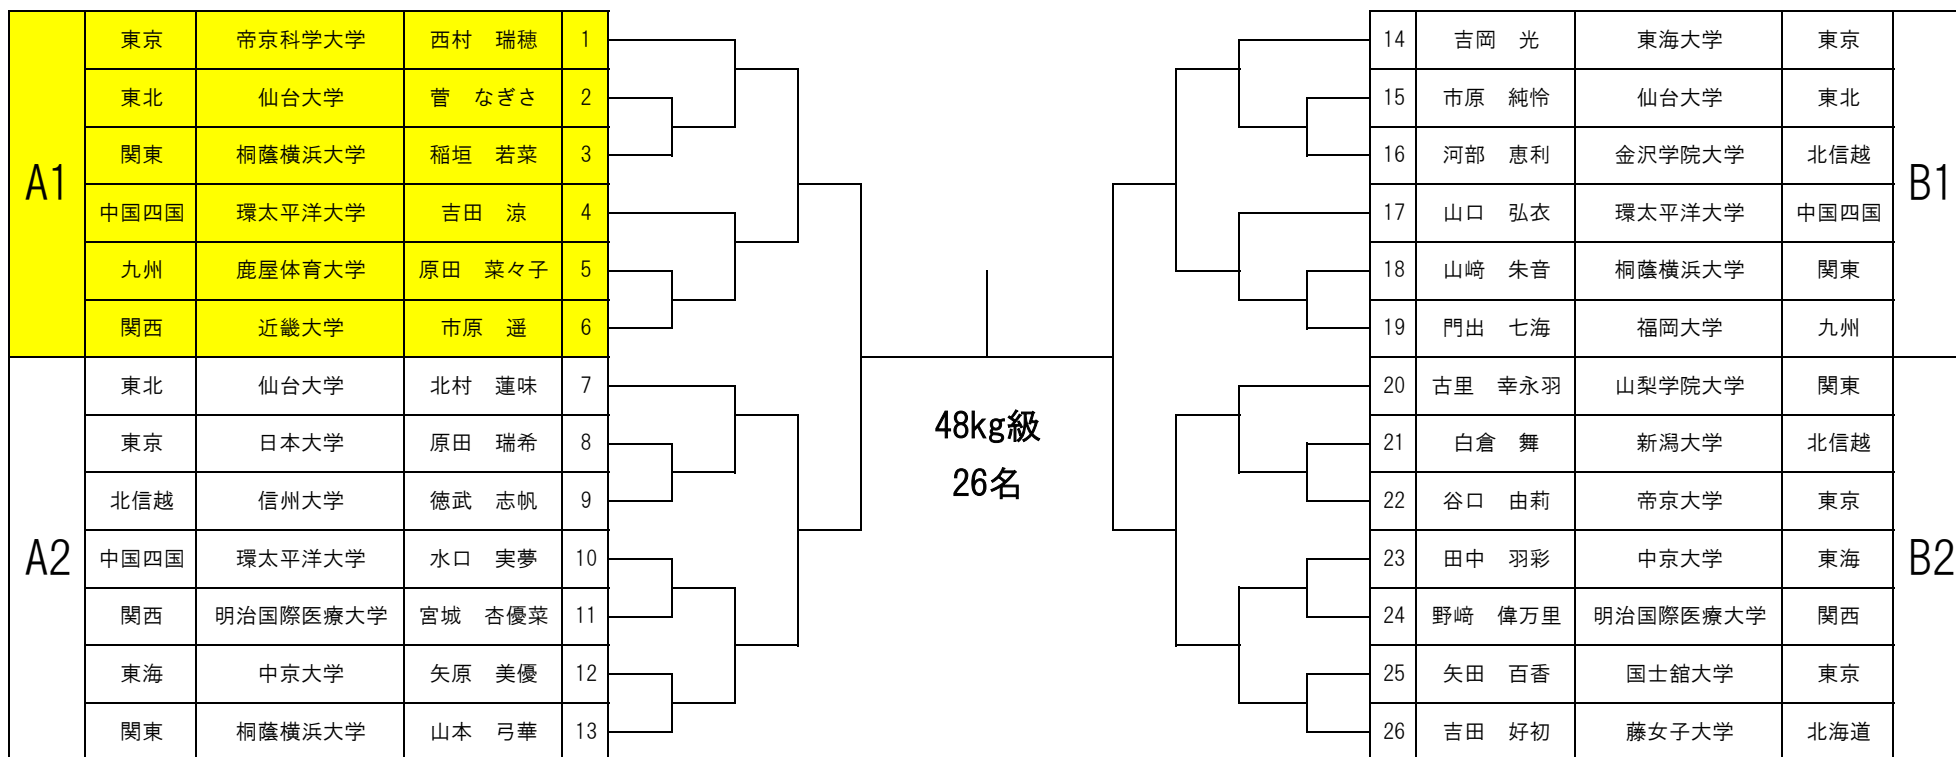 A1
東京 帝京科学大学 西村 瑞穂 1
東北 仙台大学 菅 なぎさ 2
関東 桐蔭横浜大学 稲垣 若菜 3
中国四国 環太平洋大学 吉田 涼 4
九州 鹿屋体育大学 原田 菜々子 5
関西 近畿大学 市原 遥 6
A2
東北 仙台大学 北村 蓮味 7
東京 日本大学 原田 瑞希 8
北信越 信州大学 徳武 志帆 9
中国四国 環太平洋大学 水口 実夢 10
関西 明治国際医療大学 宮城 杏優菜 11
東海 中京大学 矢原 美優 12
関東 桐蔭横浜大学 山本 弓華 13
48kg級
26名
14 吉岡 光 東海大学 東京
15 市原 純怜 仙台大学 東北
16 河部 恵利 金沢学院大学 北信越
17 山口 弘衣 環太平洋大学 中国四国
18 山﨑 朱音 桐蔭横浜大学 関東
19 門出 七海 福岡大学 九州
B1
20 古里 幸永羽 山梨学院大学 関東
21 白倉 舞 新潟大学 北信越
22 谷口 由莉 帝京大学 東京
23 田中 羽彩 中京大学 東海
24 野﨑 偉万里 明治国際医療大学 関西
25 矢田 百香 国士舘大学 東京
26 吉田 好初 藤女子大学 北海道
B2